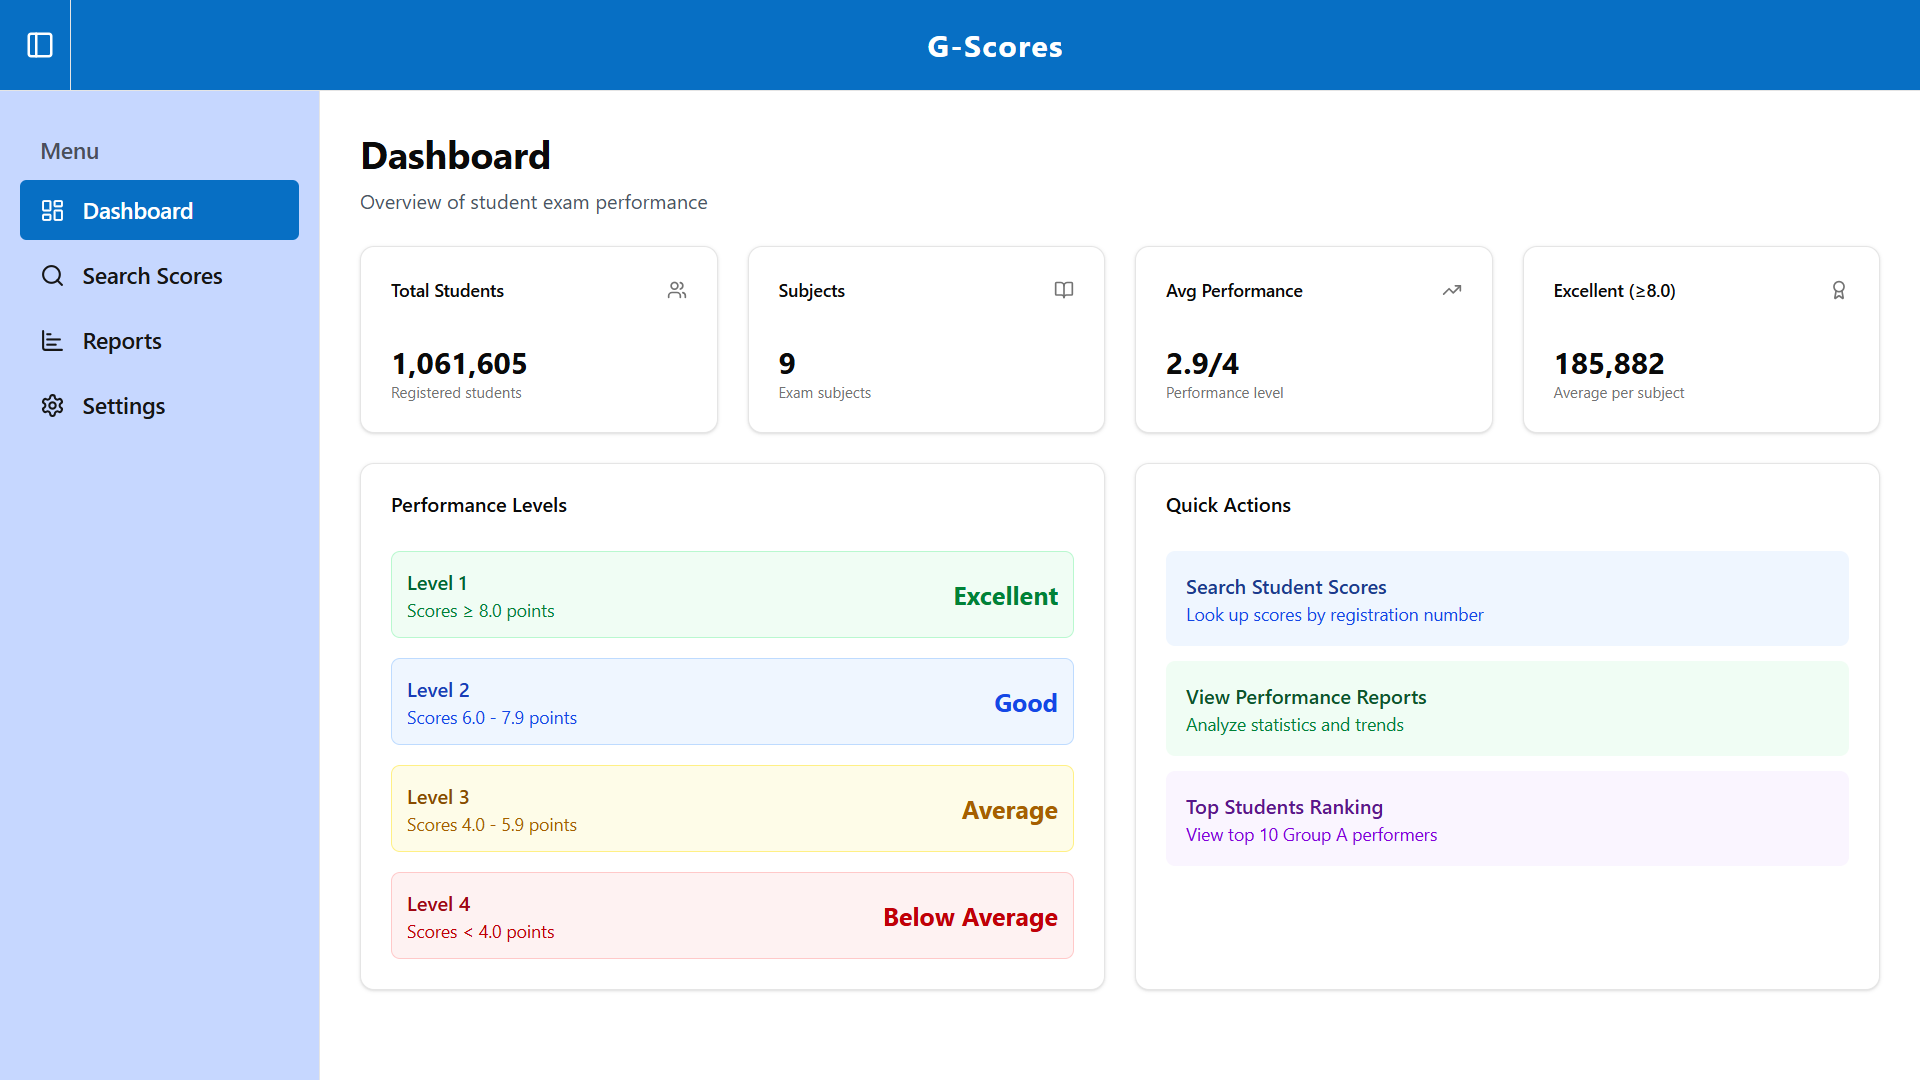 G-Scores
Menu
Dashboard
Search Scores
Reports
Settings
Dashboard
Overview of student exam performance
Total Students
1,061,605
Registered students
Subjects
9
Exam subjects
Avg Performance
2.9/4
Performance level
Excellent (≥8.0)
185,882
Average per subject
Performance Levels
Level 1
Scores ≥ 8.0 points
Excellent
Level 2
Scores 6.0 - 7.9 points
Good
Level 3
Scores 4.0 - 5.9 points
Average
Level 4
Scores < 4.0 points
Below Average
Quick Actions
Search Student Scores
Look up scores by registration number
View Performance Reports
Analyze statistics and trends
Top Students Ranking
View top 10 Group A performers